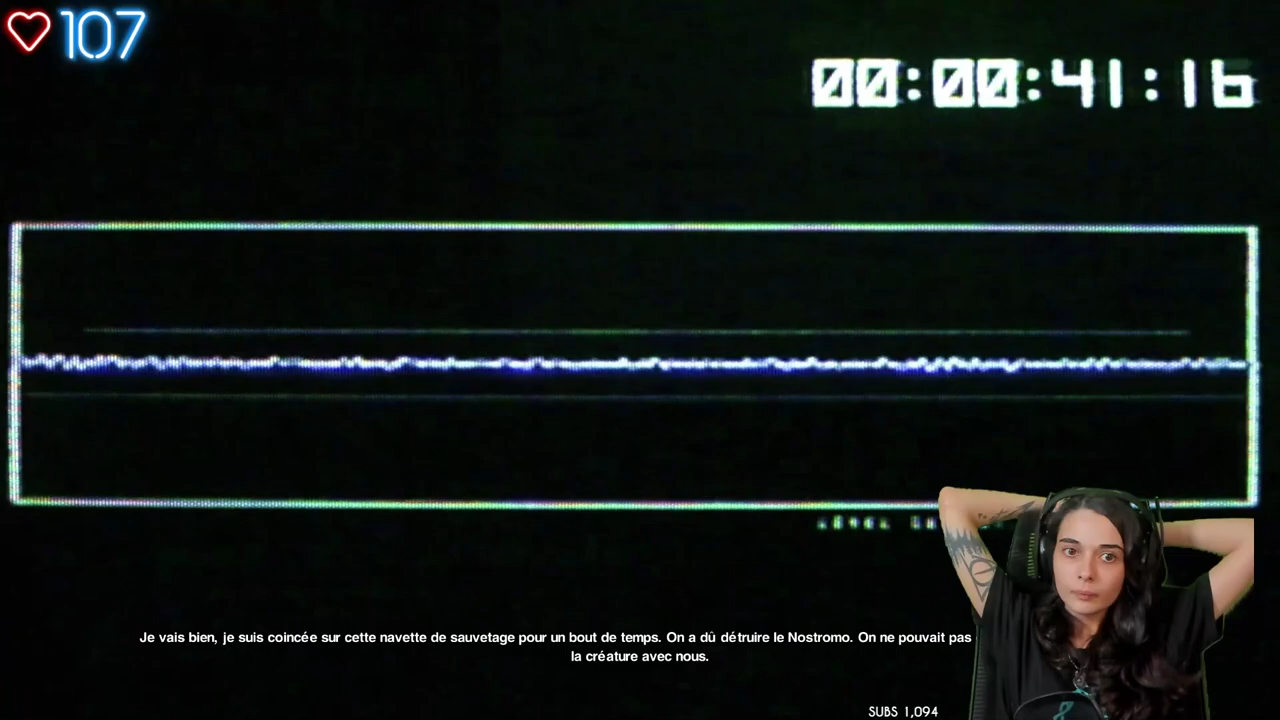 107
00:00:41:16
Je vais bien, je suis coincée sur cette navette de sauvetage pour un bout de temps. On a dû détruire le Nostromo. On ne pouvait pas
la créature avec nous.
SUBS 1,094